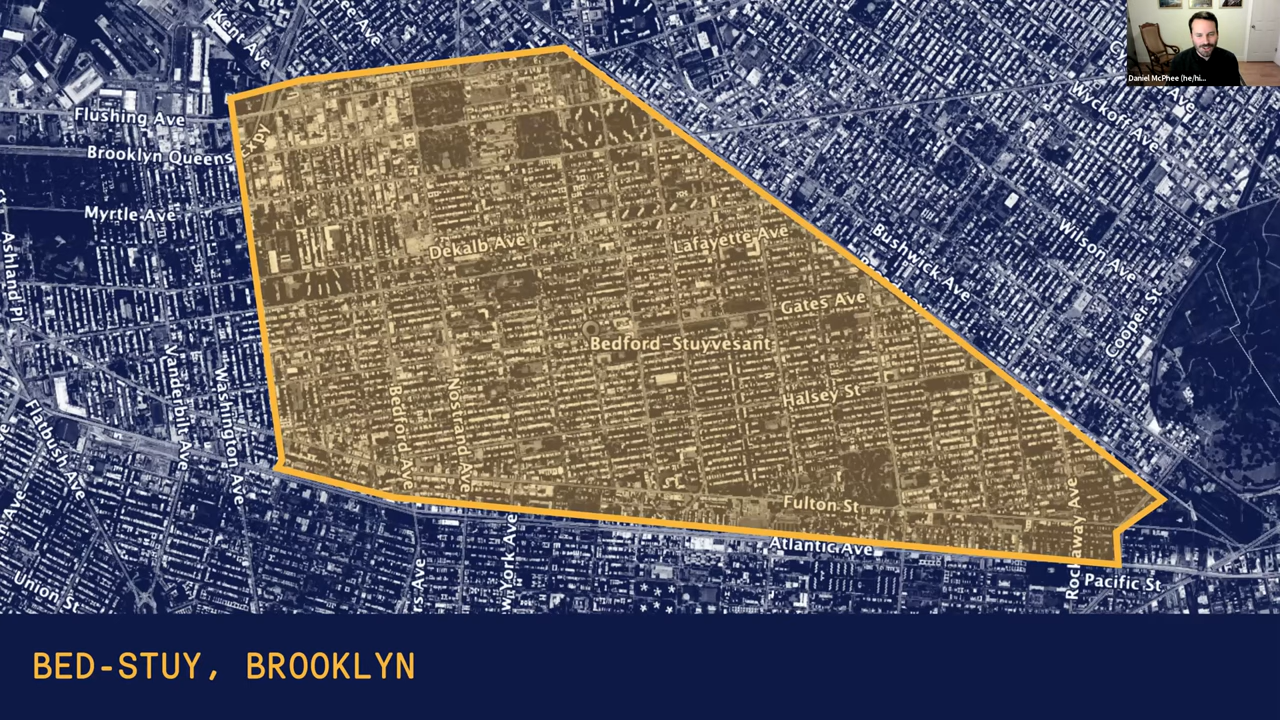 Kent Ave
Daniel McPhee (he/hi...
Flushing Ave
Wyckoff Ave
Ave
Brooklyn Queens
Myrtle Ave
Dekalb Ave
Lafayette Ave
Bushwick Ave
Wilson Ave
Ashland Pl
Gates Ave
Cooper St
Bedford-Stuyvesant
Vanderbilt Ave
Washington Ave
Halsey St
Bedford Ave
Nostrand Ave
Flatbush Ave
Fulton St
Rockaway Ave
Atlantic Ave
Union St
Pacific St
BED-STUY, BROOKLYN